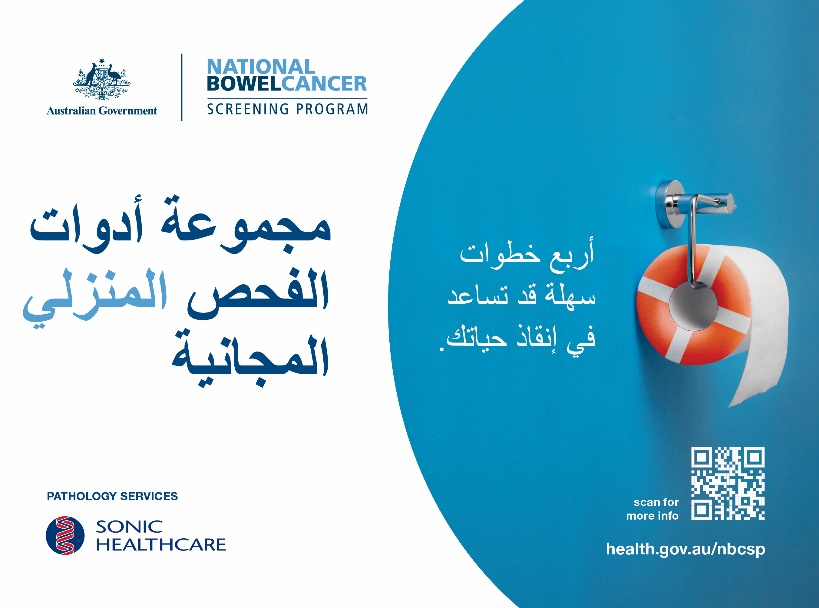 Australian Government
NATIONAL
BOWELCANCER
SCREENING PROGRAM
مجموعة أدوات
الفحص المنزلي
المجانية
أربع خطوات
سهلة قد تساعد
في إنقاذ حياتك.
PATHOLOGY SERVICES
SONIC
HEALTHCARE
scan for
more info
health.gov.au/nbcsp